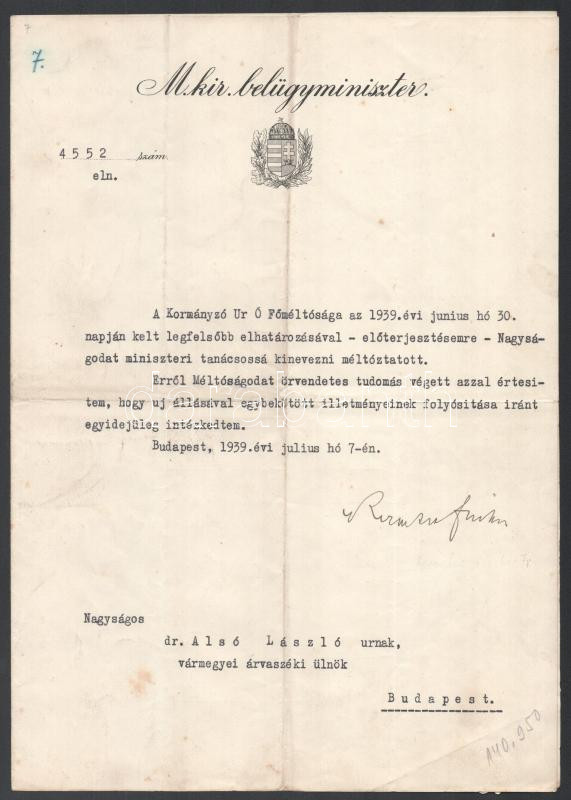 7
7.
M. kir. belügyminiszter.
4552 szám
eln.
A Kormányzó Ur Ő Főméltósága az 1939.évi junius hó 30.
napján kelt legfelsőbb elhatározásával - előterjesztésemre - Nagysá-
godat miniszteri tanácsossá kinevezni méltóztatott.
Erről Méltóságodat örvendetes tudomás végett azzal értesi-
tem, hogy uj állásával egybekötött illetményeinek folyósitása iránt
egyidejüleg intézkedtem.
Budapest, 1939.évi julius hó 7-én.
Nagyságos
dr. Alsó László urnak,
vármegyei árvaszéki ülnök
Budapest.
140.950